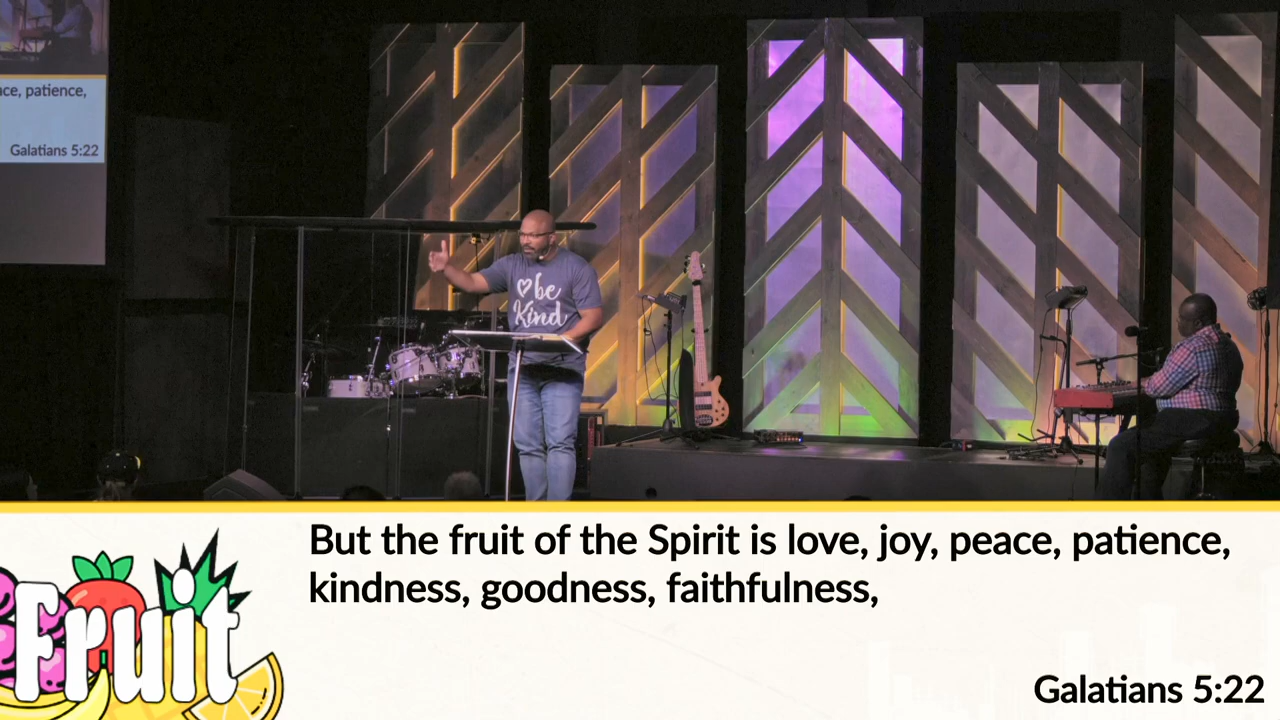 ace, patience,
Galatians 5:22
be
Kind
Fruit
But the fruit of the Spirit is love, joy, peace, patience,
kindness, goodness, faithfulness,
Galatians 5:22